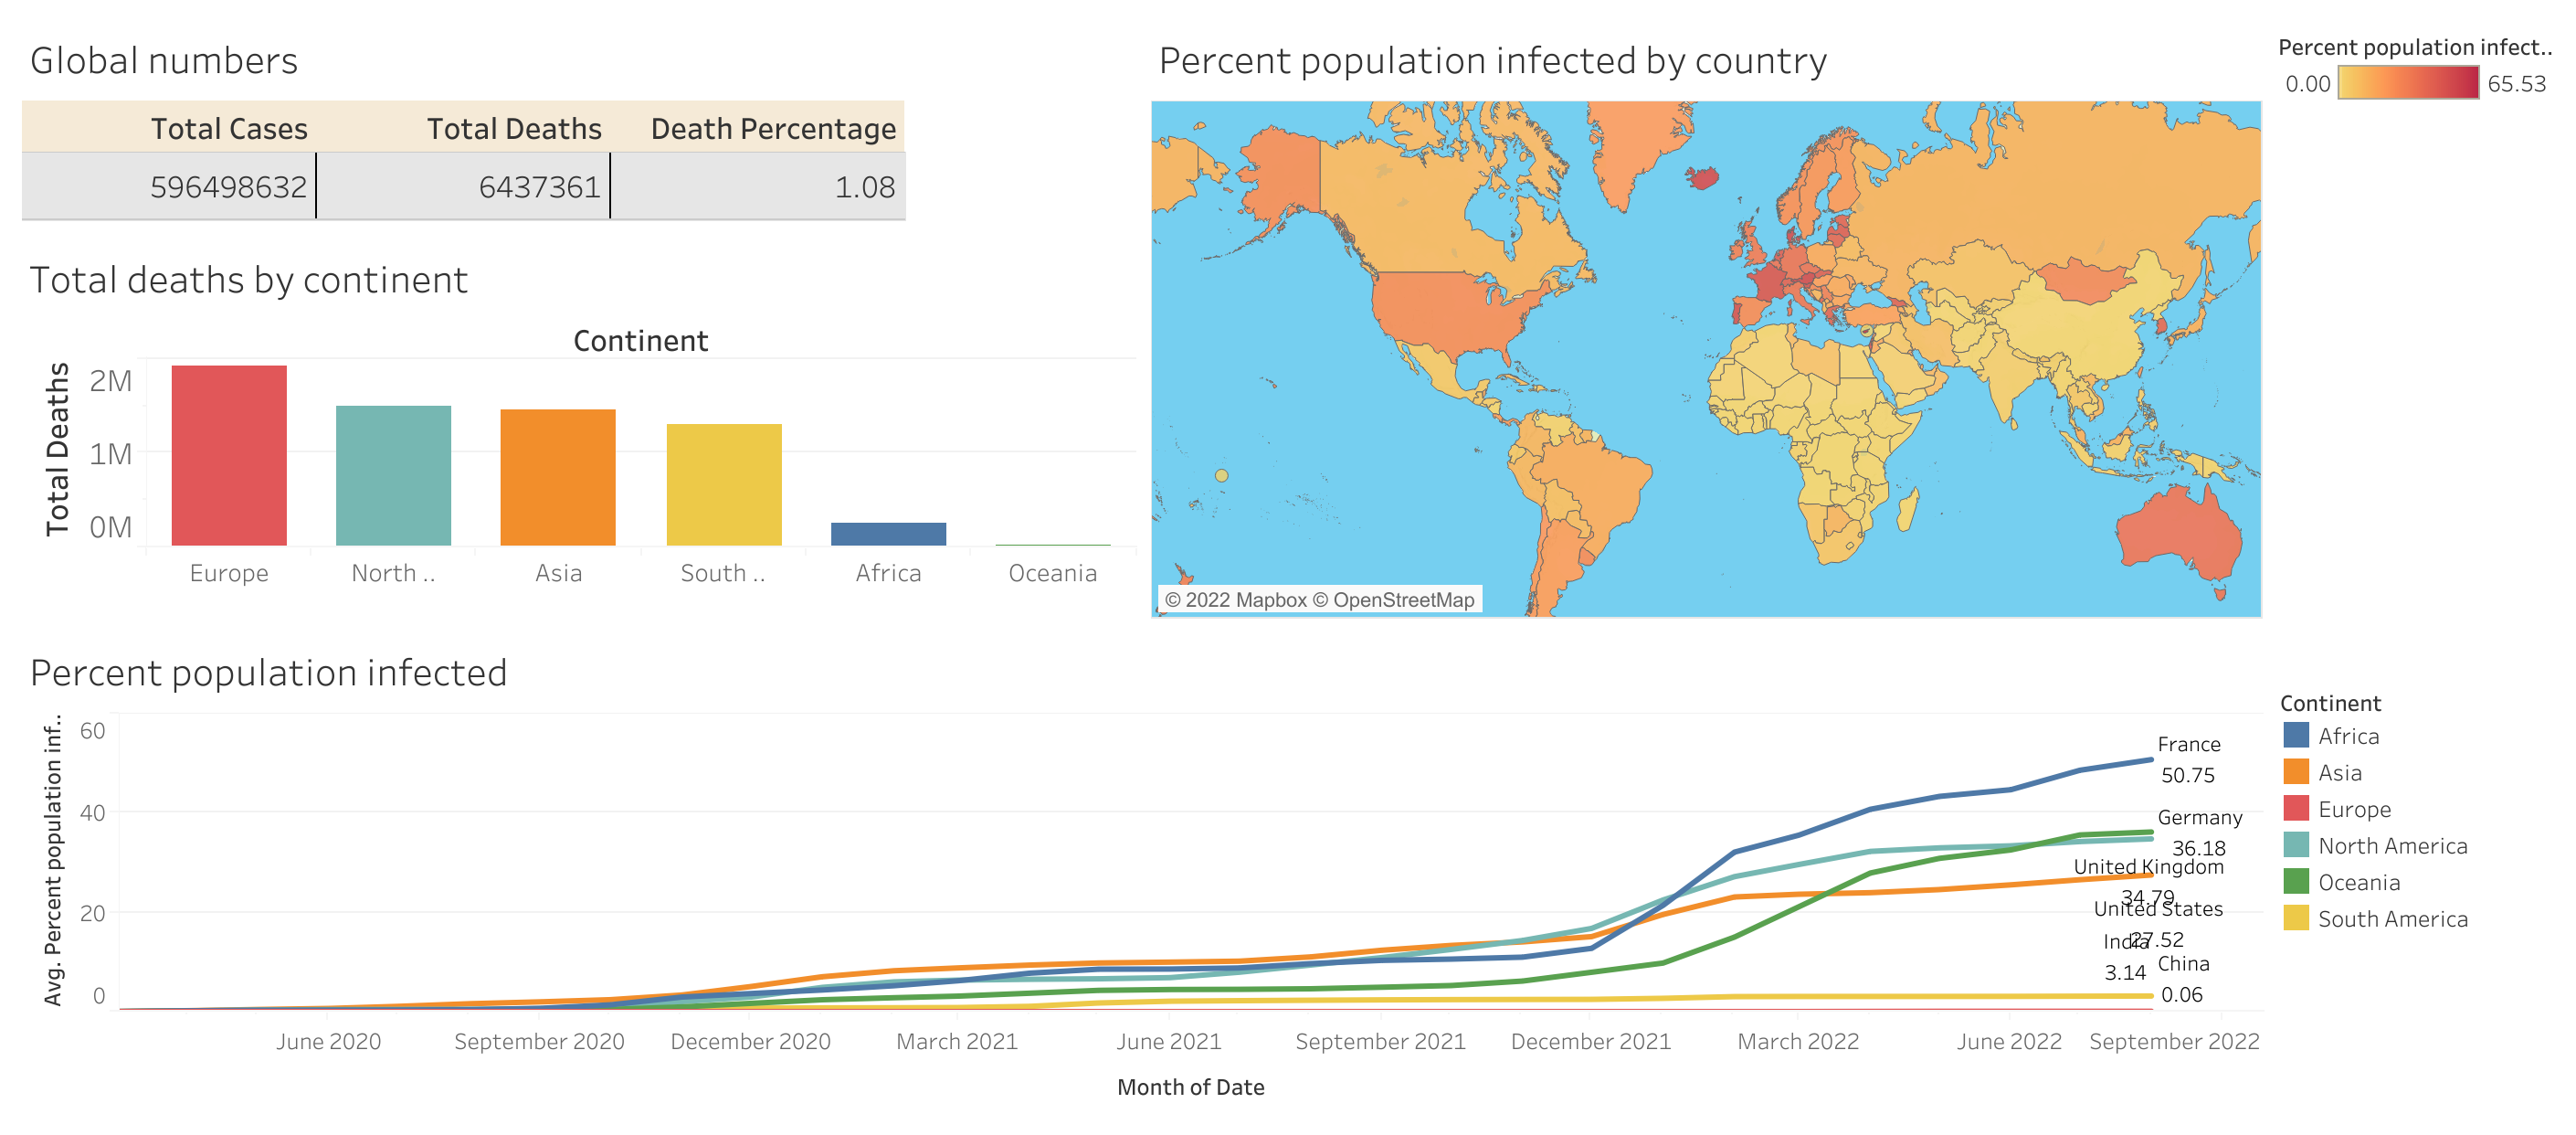 Global numbers
Total Cases Total Deaths Death Percentage
596498632 6437361 1.08
Total deaths by continent
Continent
Total Deaths
2M
1M
0M
Europe North .. Asia South .. Africa Oceania
Percent population infected by country
© 2022 Mapbox © OpenStreetMap
Percent population infect..
0.00 65.53
Percent population infected
Avg. Percent population inf..
60
40
20
0
France
50.75
Germany
36.18
United Kingdom
34.79
United States
27.52
India
3.14
China
0.06
June 2020 September 2020 December 2020 March 2021 June 2021 September 2021 December 2021 March 2022 June 2022 September 2022
Month of Date
Continent
Africa
Asia
Europe
North America
Oceania
South America